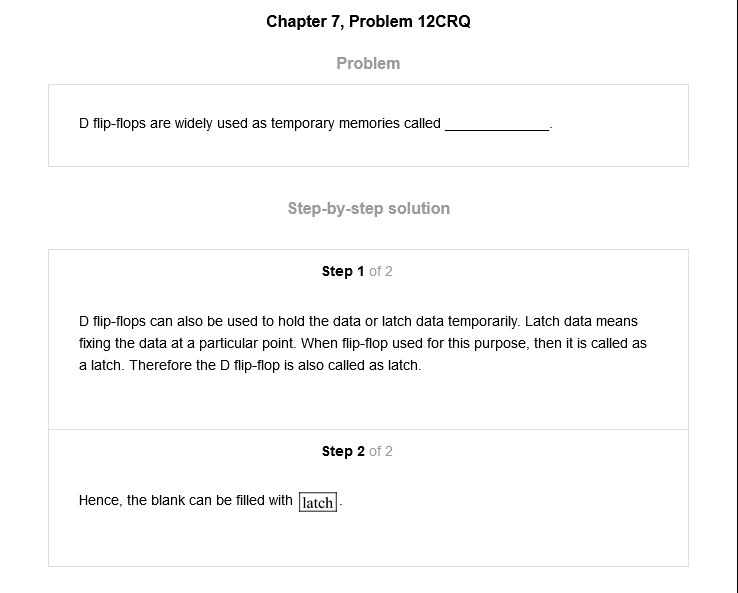 Chapter 7, Problem 12CRQ
Problem
D flip-flops are widely used as temporary memories called ______________.
Step-by-step solution
Step 1 of 2
D flip-flops can also be used to hold the data or latch data temporarily. Latch data means
fixing the data at a particular point. When flip-flop used for this purpose, then it is called as
a latch. Therefore the D flip-flop is also called as latch.
Step 2 of 2
Hence, the blank can be filled with latch.